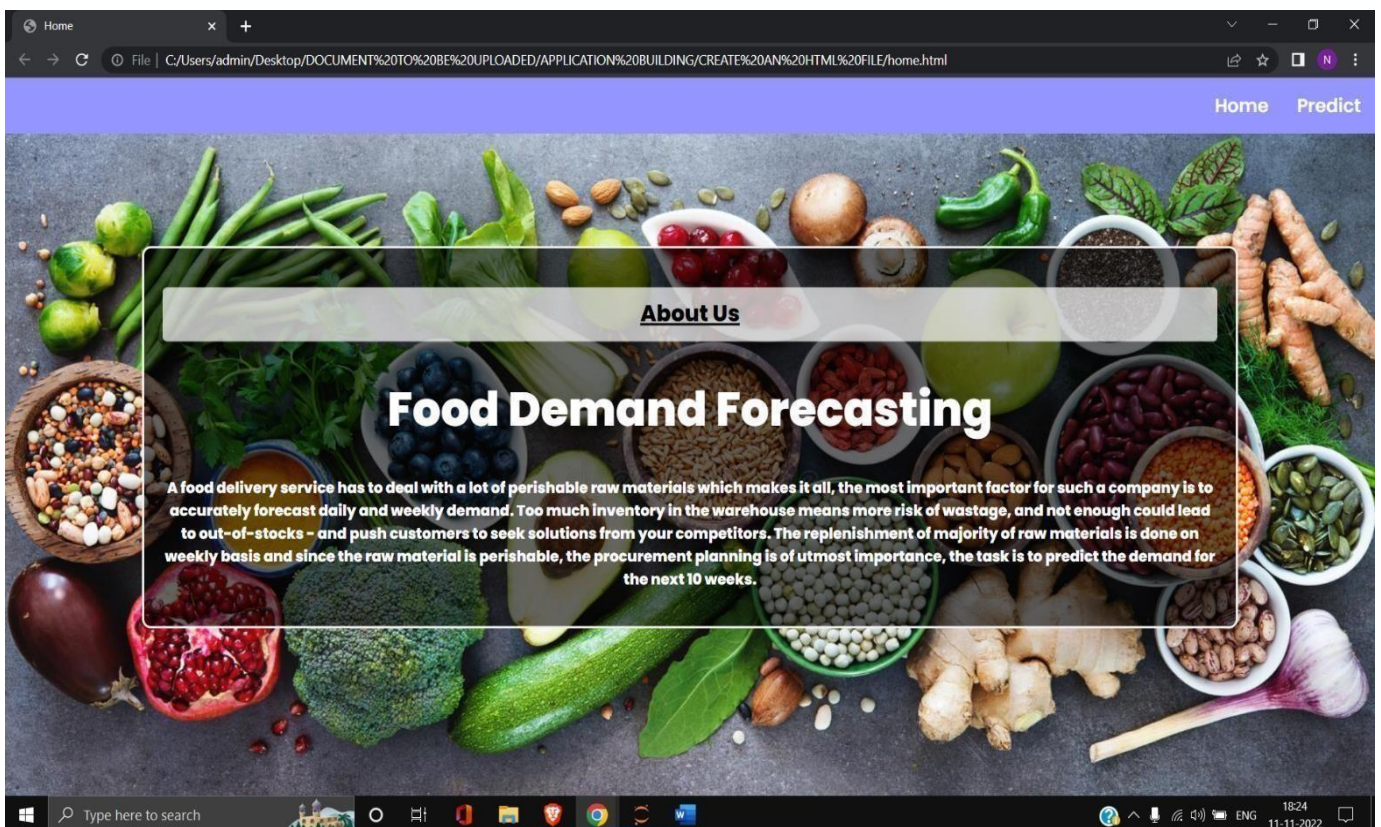 Home
File | C:/Users/admin/Desktop/DOCUMENT%20TO%20BE%20UPLOADED/APPLICATION%20BUILDING/CREATE%20AN%20HTML%20FILE/home.html
N
Home Predict
About Us
Food Demand Forecasting
A food delivery service has to deal with a lot of perishable raw materials which makes it all, the most important factor for such a company is to
accurately forecast daily and weekly demand. Too much inventory in the warehouse means more risk of wastage, and not enough could lead
to out-of-stocks - and push customers to seek solutions from your competitors. The replenishment of majority of raw materials is done on
weekly basis and since the raw material is perishable, the procurement planning is of utmost importance, the task is to predict the demand for
the next 10 weeks.
Type here to search
W
ENG
18:24
11-11-2022